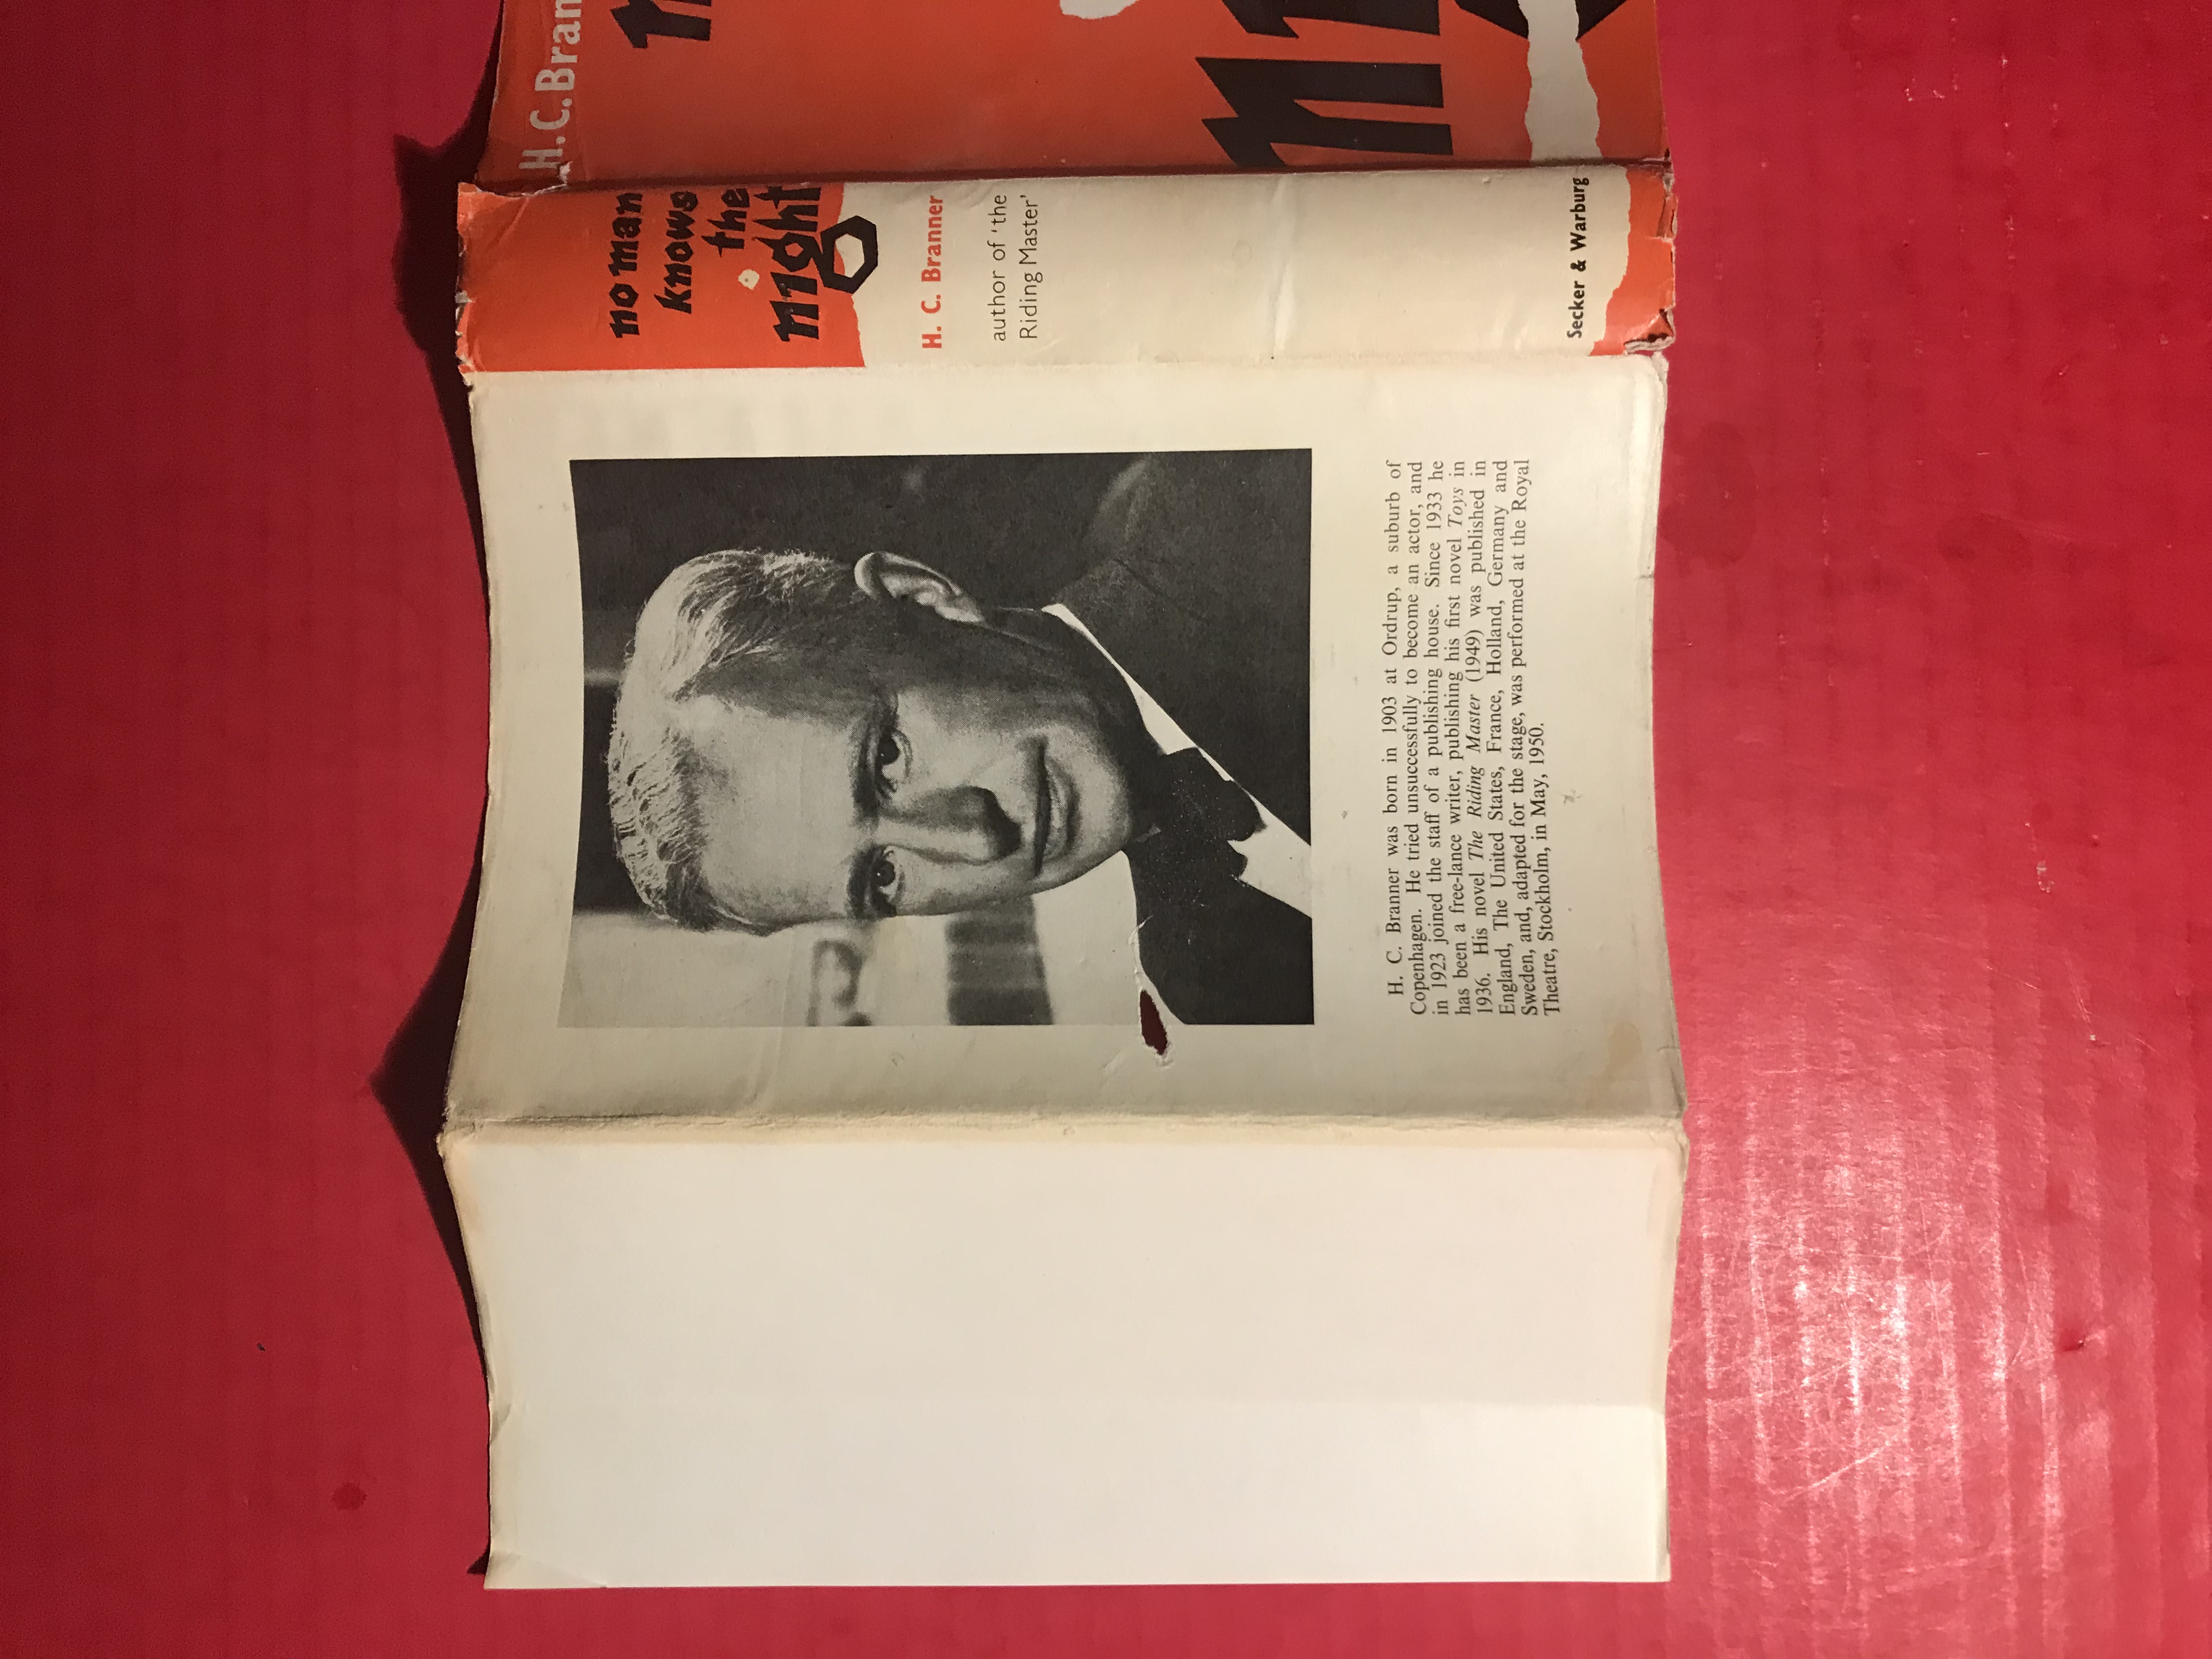 H. C. Bran
no man
knows
the
night
H. C. Branner
author of 'the
Riding Master'
Secker & Warburg
H. C. Branner was born in 1903 at Ordrup, a suburb of
Copenhagen. He tried unsuccessfully to become an actor, and
in 1923 joined the staff of a publishing house. Since 1933 he
has been a free-lance writer, publishing his first novel Toys in
1936. His novel The Riding Master (1949) was published in
England, The United States, France, Holland, Germany and
Sweden, and, adapted for the stage, was performed at the Royal
Theatre, Stockholm, in May, 1950.